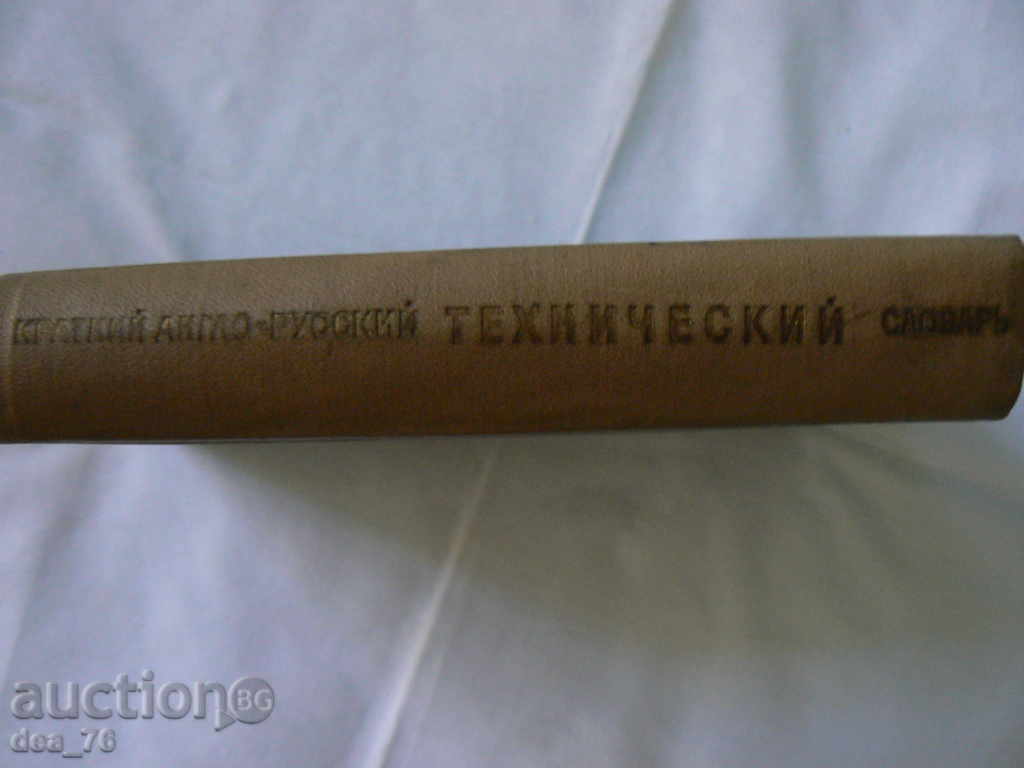 КРАТКИЙ АНГЛО-РУССКИЙ ТЕХНИЧЕСКИЙ СЛОВАРЬ
auction BG
dea_76